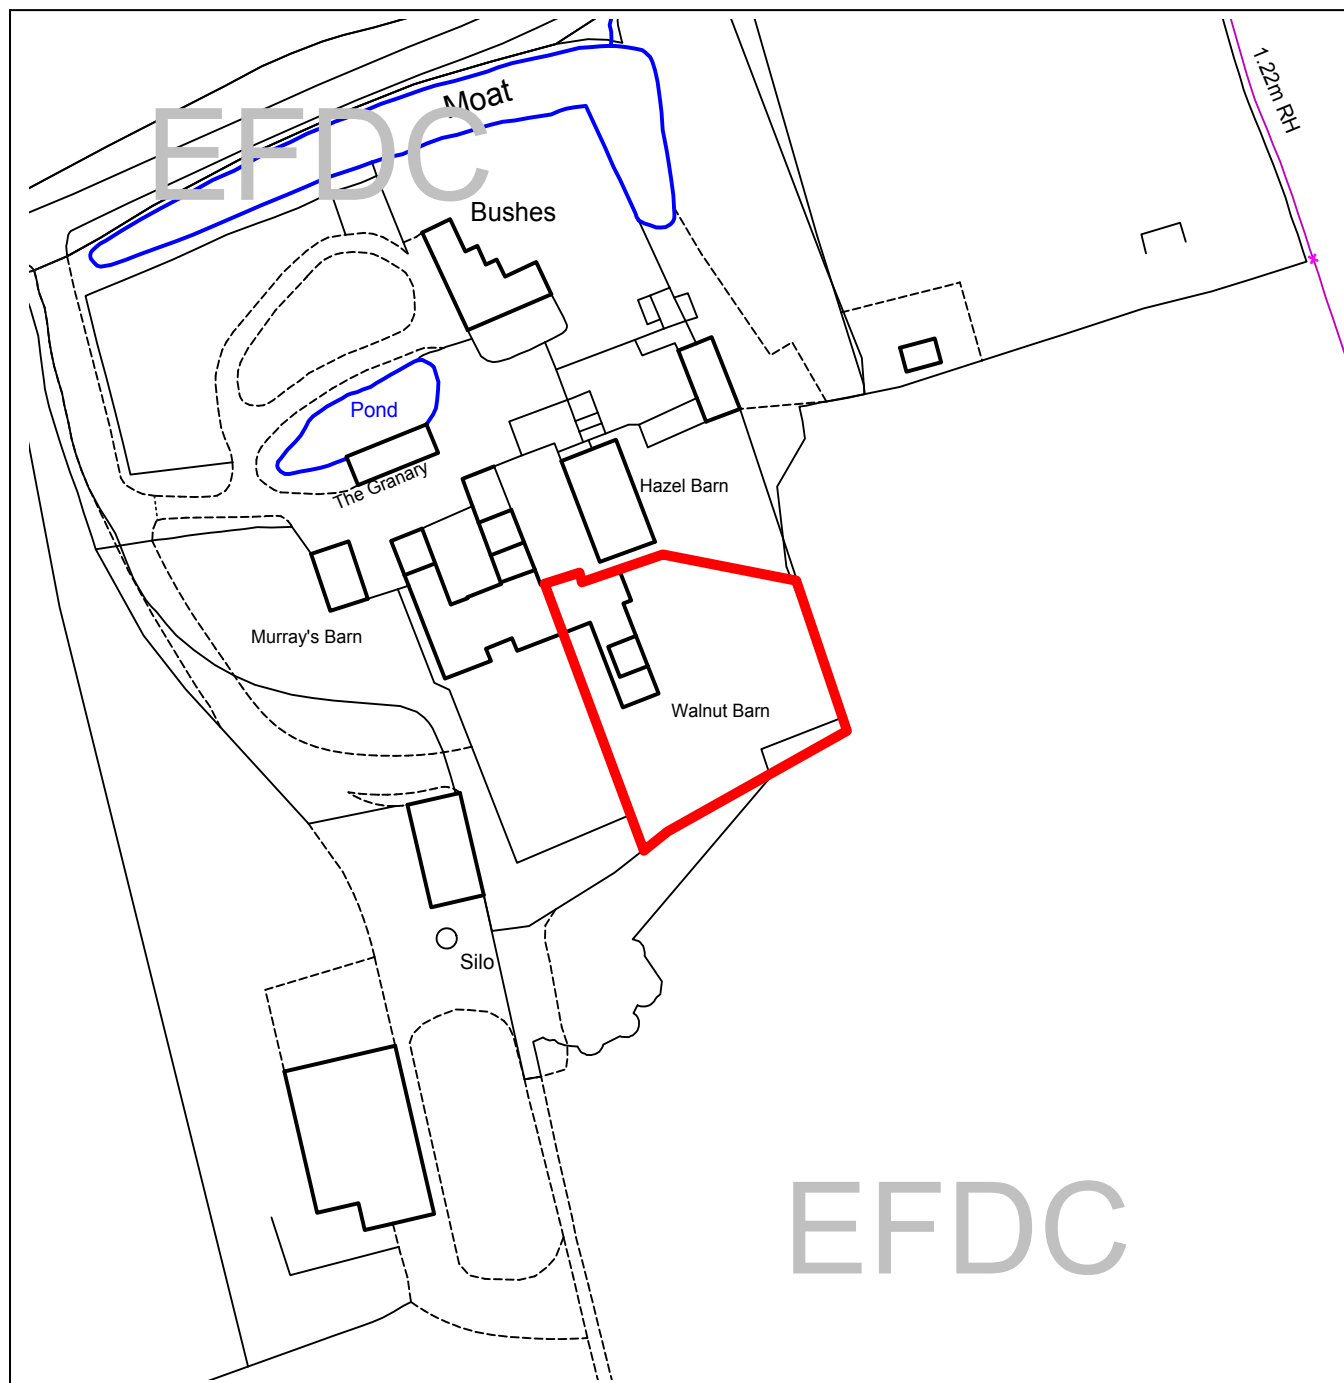 1.22m RH
Moat
EFDC
Bushes
Pond
The Granary
Hazel Barn
Murray's Barn
Walnut Barn
Silo
EFDC